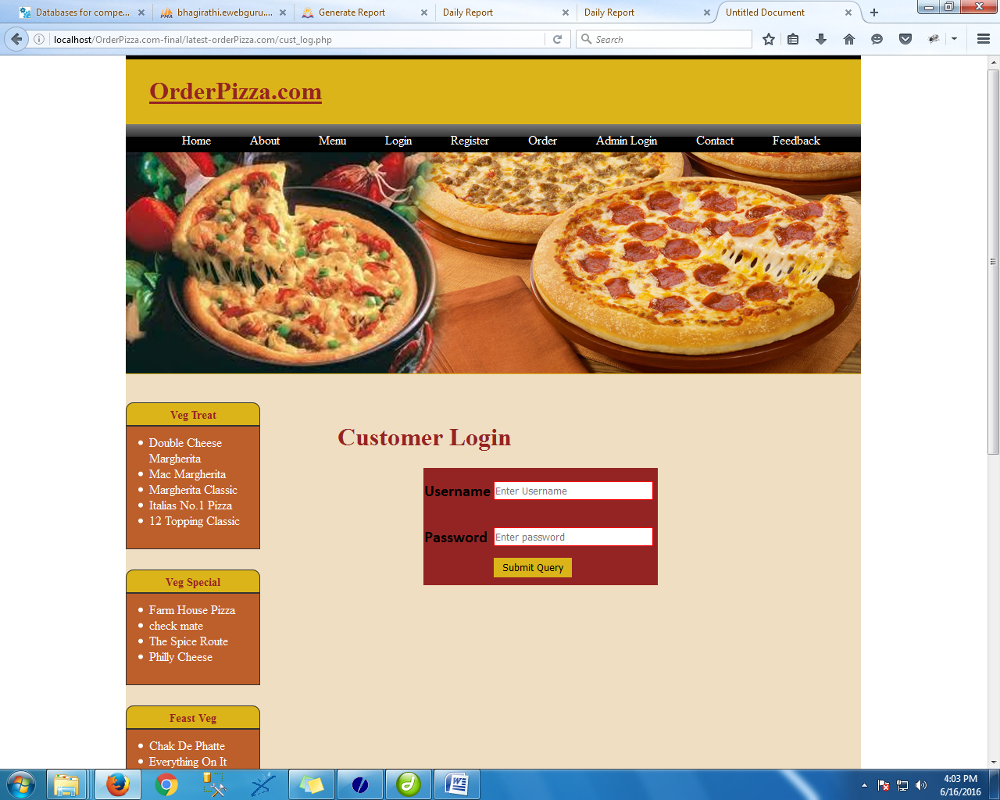 Databases for compe...
bhagirathi.ewebguru....
Generate Report
Daily Report
Daily Report
Untitled Document
localhost/OrderPizza.com-final/latest-orderPizza.com/cust_log.php
Search
OrderPizza.com
Home About Menu Login Register Order Admin Login Contact Feedback
Veg Treat
Double Cheese
Margherita
Mac Margherita
Margherita Classic
Italias No.1 Pizza
12 Topping Classic
Veg Special
Farm House Pizza
check mate
The Spice Route
Philly Cheese
Feast Veg
Chak De Phatte
Everything On It
Customer Login
Username Enter Username
Password Enter password
Submit Query
4:03 PM
6/16/2016